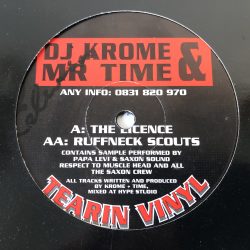 DJ KROME &
MR TIME
ANY INFO: 0831 820 970
A: THE LICENCE
AA: RUFFNECK SCOUTS
CONTAINS SAMPLE PERFORMED BY
PAPA LEVI & SAXON SOUND
RESPECT TO MUSCLE HEAD AND ALL
THE SAXON CREW
ALL TRACKS WRITTEN AND PRODUCED
BY KROME + TIME,
MIXED AT HYPE STUDIO
TEARIN VINYL